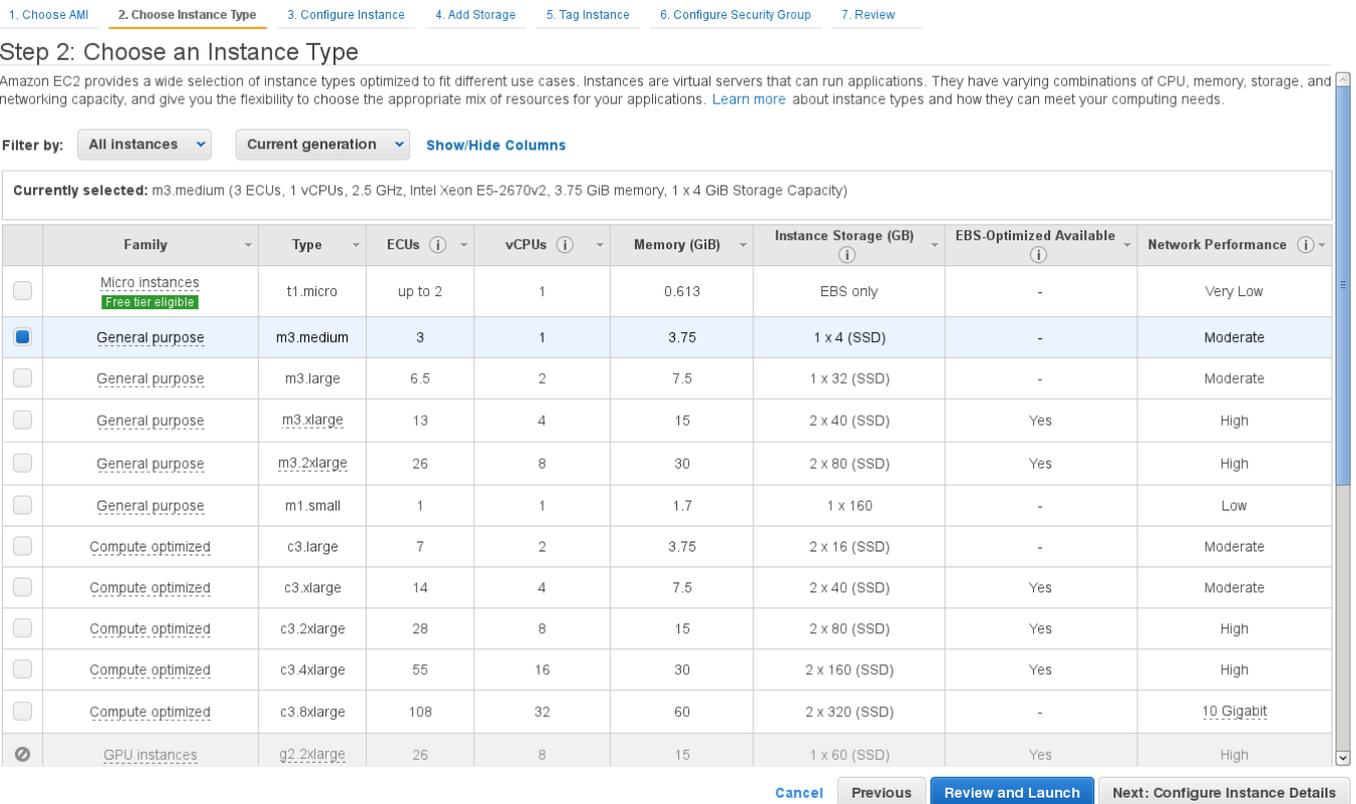 1. Choose AMI 2. Choose Instance Type 3. Configure Instance 4. Add Storage 5. Tag Instance 6. Configure Security Group 7. Review
Step 2: Choose an Instance Type
Amazon EC2 provides a wide selection of instance types optimized to fit different use cases. Instances are virtual servers that can run applications. They have varying combinations of CPU, memory, storage, and
networking capacity, and give you the flexibility to choose the appropriate mix of resources for your applications. Learn more about instance types and how they can meet your computing needs.
Filter by: All instances Current generation Show/Hide Columns
Currently selected: m3.medium (3 ECUs, 1 vCPUs, 2.5 GHz, Intel Xeon E5-2670v2, 3.75 GiB memory, 1 x 4 GiB Storage Capacity)
Family Type ECUs i vCPUs i Memory (GiB) Instance Storage (GB) i EBS-Optimized Available i Network Performance i
Micro instances
Free tier eligible
t1.micro up to 2 1 0.613 EBS only - Very Low
General purpose m3.medium 3 1 3.75 1 x 4 (SSD) - Moderate
General purpose m3.large 6.5 2 7.5 1 x 32 (SSD) - Moderate
General purpose m3.xlarge 13 4 15 2 x 40 (SSD) Yes High
General purpose m3.2xlarge 26 8 30 2 x 80 (SSD) Yes High
General purpose m1.small 1 1 1.7 1 x 160 - Low
Compute optimized c3.large 7 2 3.75 2 x 16 (SSD) - Moderate
Compute optimized c3.xlarge 14 4 7.5 2 x 40 (SSD) Yes Moderate
Compute optimized c3.2xlarge 28 8 15 2 x 80 (SSD) Yes High
Compute optimized c3.4xlarge 55 16 30 2 x 160 (SSD) Yes High
Compute optimized c3.8xlarge 108 32 60 2 x 320 (SSD) - 10 Gigabit
GPU instances g2.2xlarge 26 8 15 1 x 60 (SSD) Yes High
Cancel Previous Review and Launch Next: Configure Instance Details